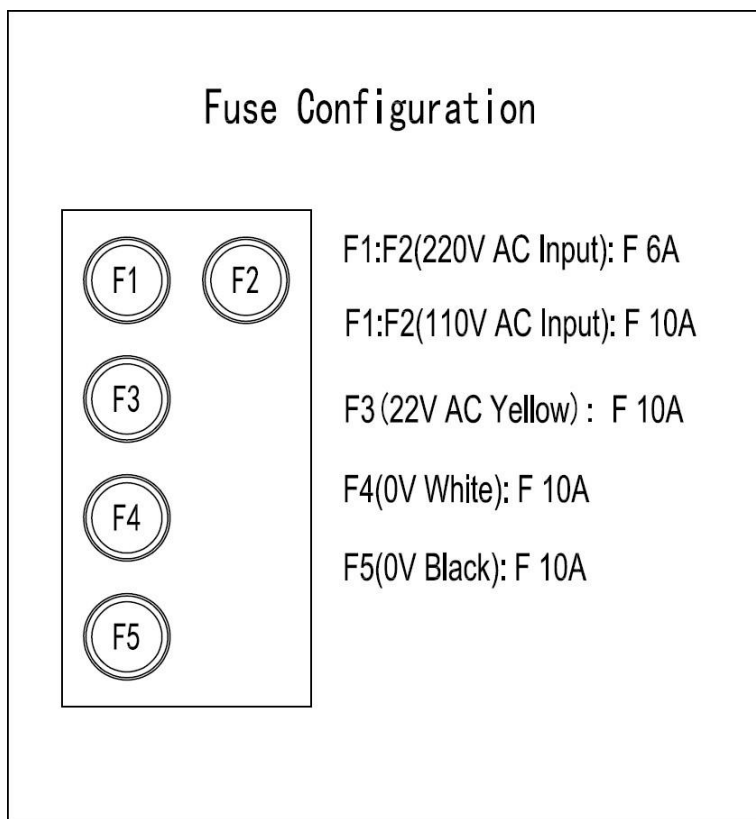 Fuse Configuration
F1 F2
F1:F2(220V AC Input): F 6A
F1:F2(110V AC Input): F 10A
F3
F3(22V AC Yellow): F 10A
F4
F4(0V White): F 10A
F5(0V Black): F 10A
F5